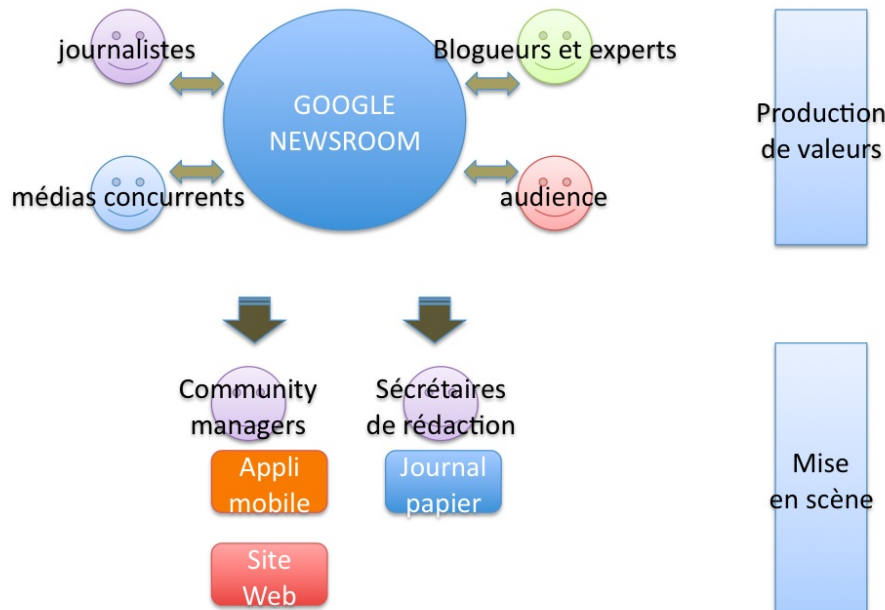 journalistes
Blogueurs et experts
GOOGLE
NEWSROOM
Production
de valeurs
médias concurrents
audience
Community
managers
Sécrétaires
de rédaction
Appli
mobile
Journal
papier
Mise
en scène
Site
Web